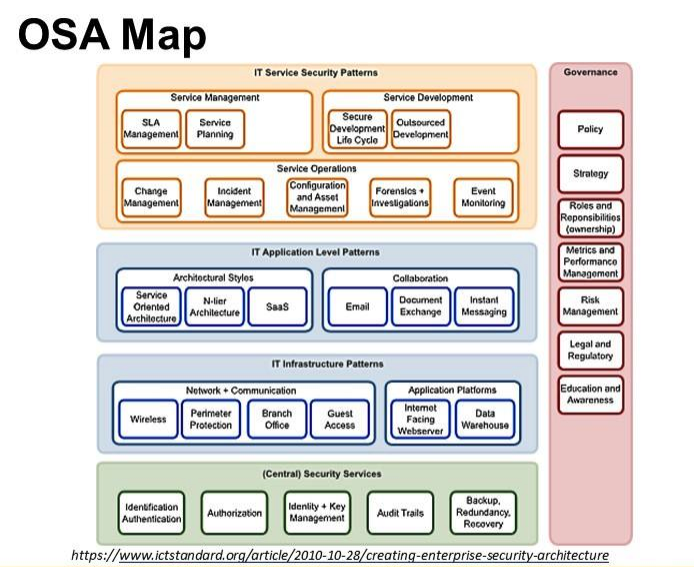 OSA Map
IT Service Security Patterns
Service Management
SLA
Management
Service
Planning
Service Development
Secure
Development
Life Cycle
Outsourced
Development
Service Operations
Change
Management
Incident
Management
Configuration
and Asset
Management
Forensics +
Investigations
Event
Monitoring
IT Application Level Patterns
Architectural Styles
Service
Oriented
Architecture
N-tier
Architecture
SaaS
Collaboration
Email
Document
Exchange
Instant
Messaging
IT Infrastructure Patterns
Network + Communication
Wireless
Perimeter
Protection
Branch
Office
Guest
Access
Application Platforms
Internet
Facing
Webserver
Data
Warehouse
(Central) Security Services
Identification
Authentication
Authorization
Identity + Key
Management
Audit Trails
Backup,
Redundancy,
Recovery
Governance
Policy
Strategy
Roles and
Reponsibilities
(ownership)
Metrics and
Performance
Management
Risk
Management
Legal and
Regulatory
Education and
Awareness
https://www.ictstandard.org/article/2010-10-28/creating-enterprise-security-architecture